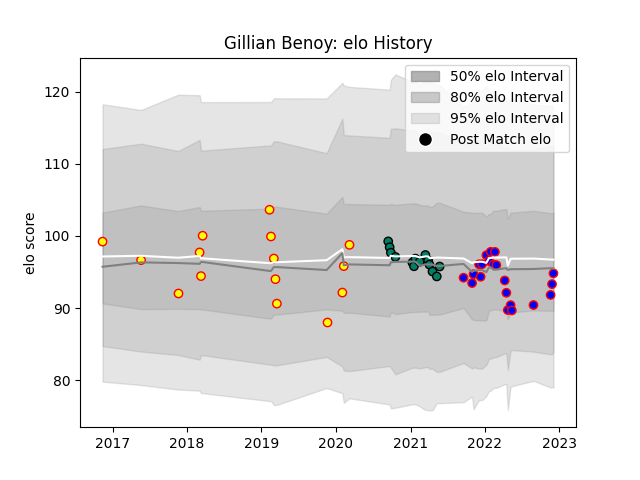 Gillian Benoy: elo History
50% elo Interval
80% elo Interval
95% elo Interval
Post Match elo
elo score
120
110
100
90
80
2017
2018
2019
2020
2021
2022
2023